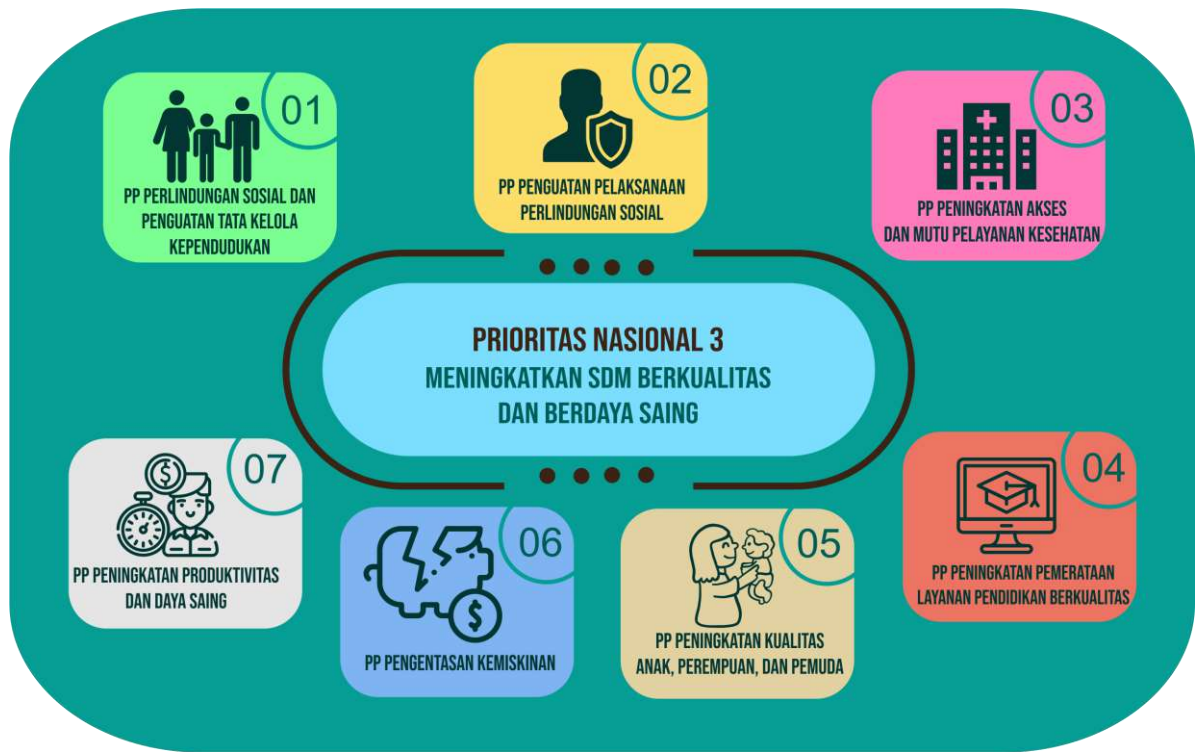 01
PP PERLINDUNGAN SOSIAL DAN
PENGUATAN TATA KELOLA
KEPENDUDUKAN
02
PP PENGUATAN PELAKSANAAN
PERLINDUNGAN SOSIAL
03
PP PENINGKATAN AKSES
DAN MUTU PELAYANAN KESEHATAN
PRIORITAS NASIONAL 3
MENINGKATKAN SDM BERKUALITAS
DAN BERDAYA SAING
04
PP PENINGKATAN PEMERATAAN
LAYANAN PENDIDIKAN BERKUALITAS
05
PP PENINGKATAN KUALITAS
ANAK, PEREMPUAN, DAN PEMUDA
06
$
PP PENGENTASAN KEMISKINAN
07
$
PP PENINGKATAN PRODUKTIVITAS
DAN DAYA SAING